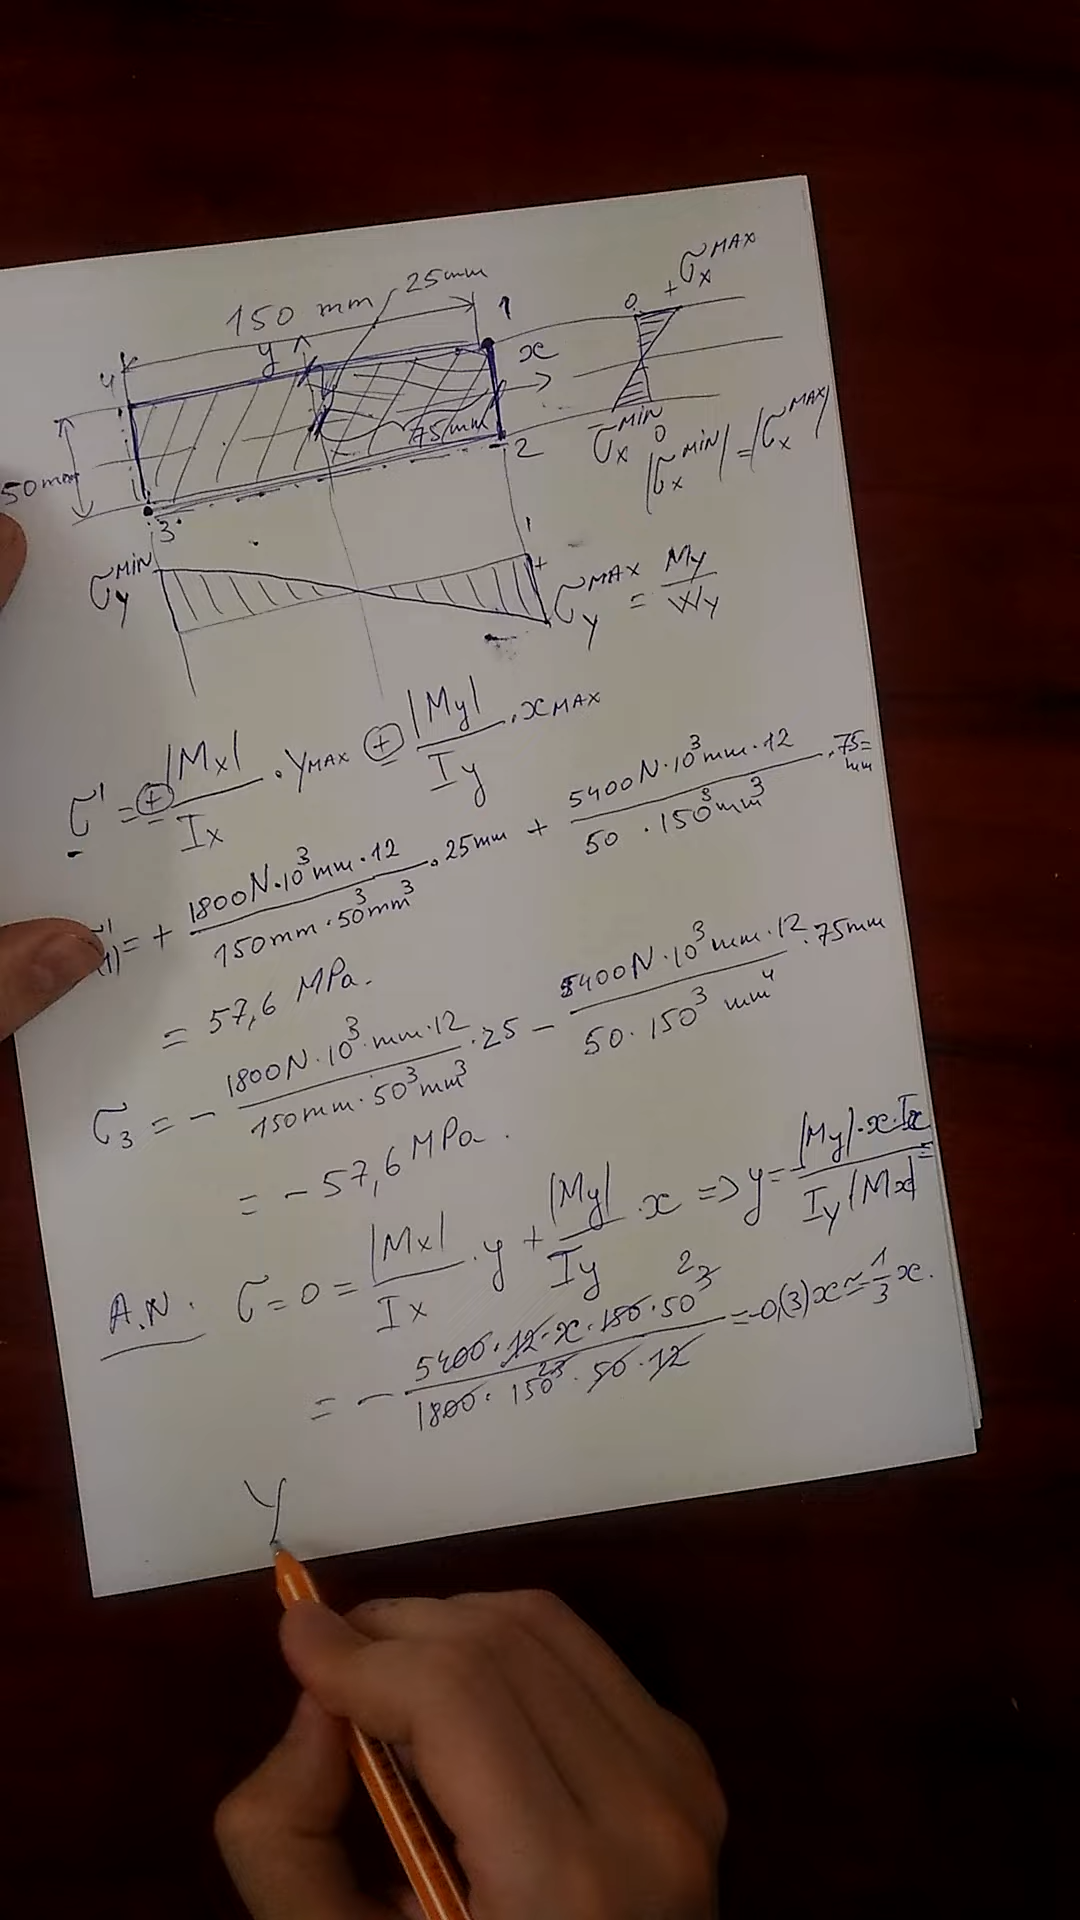 25mm
150 mm
1
+ σx^MAX
0
y
x
4
75mm
50mm
2
σx^MIN 0
|σx^MIN| = |σx^MAX|
3
σy^MIN
+
σy^MAX = My/Wy
σ' = ± |Mx|/Ix · yMAX ± |My|/Iy · xMAX
= + 1800N·10³mm·12/150mm·50³mm³ · 25mm + 5400N·10³mm·12/50·150³mm³ · 75mm =
= 57,6 MPa.
σ3 = - 1800N·10³·mm·12/150mm·50³mm³ · 25 - 5400N·10³mm·12/50·150³ mm⁴ · 75mm
= - 57,6 MPa.
A.N. σ=0= |Mx|/Ix · y + |My|/Iy · x => y= |My|·x·Ix/Iy|Mx| =
= - 5400·12·x·150·50³/1800·150³·50·12 = -0,(3)x ≈ 1/3 x.
y